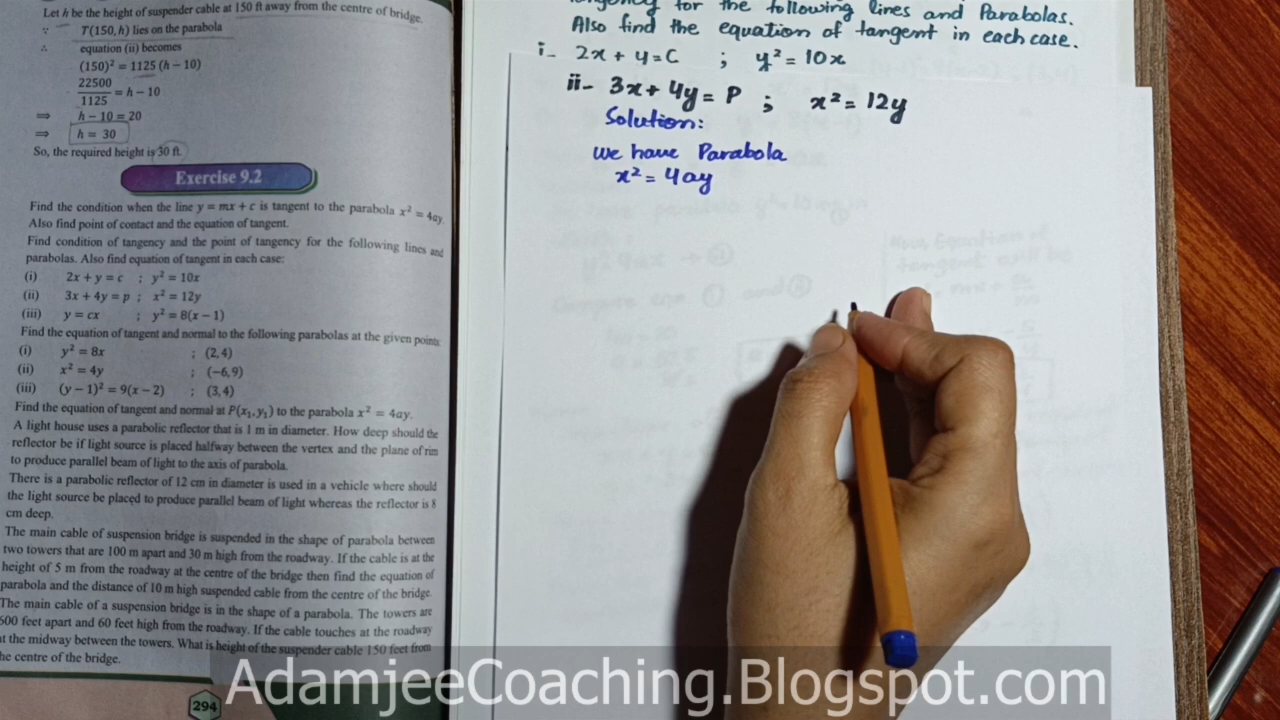 Let h be the height of suspender cable at 150 ft away from the centre of bridge.
∵ T(150, h) lies on the parabola
∴ equation (ii) becomes
(150)² = 1125 (h − 10)
22500/1125 = h − 10
⟹ h − 10 = 20
⟹ h = 30
So, the required height is 30 ft.
Exercise 9.2
Find the condition when the line y = mx + c is tangent to the parabola x² = 4ay.
Also find point of contact and the equation of tangent.
Find condition of tangency and the point of tangency for the following lines and
parabolas. Also find equation of tangent in each case:
(i) 2x + y = c ; y² = 10x
(ii) 3x + 4y = p ; x² = 12y
(iii) y = cx ; y² = 8(x − 1)
Find the equation of tangent and normal to the following parabolas at the given points
(i) y² = 8x ; (2, 4)
(ii) x² = 4y ; (−6, 9)
(iii) (y − 1)² = 9(x − 2) ; (3, 4)
Find the equation of tangent and normal at P(x₁, y₁) to the parabola x² = 4ay.
A light house uses a parabolic reflector that is 1 m in diameter. How deep should the
reflector be if light source is placed halfway between the vertex and the plane of rim
to produce parallel beam of light to the axis of parabola.
There is a parabolic reflector of 12 cm in diameter is used in a vehicle where should
the light source be placed to produce parallel beam of light whereas the reflector is 8
cm deep.
The main cable of suspension bridge is suspended in the shape of parabola between
two towers that are 100 m apart and 30 m high from the roadway. If the cable is at the
height of 5 m from the roadway at the centre of the bridge then find the equation of
parabola and the distance of 10 m high suspended cable from the centre of the bridge.
The main cable of a suspension bridge is in the shape of a parabola. The towers are
600 feet apart and 60 feet high from the roadway. If the cable touches at the roadway
at the midway between the towers. What is height of the suspender cable 150 feet from
he centre of the bridge.
294
tangency for the following lines and Parabolas.
Also find the equation of tangent in each case.
i- 2x + y = C ; y² = 10x
ii- 3x + 4y = P ; x² = 12y
Solution:
we have Parabola
x² = 4ay
AdamjeeCoaching.Blogspot.com